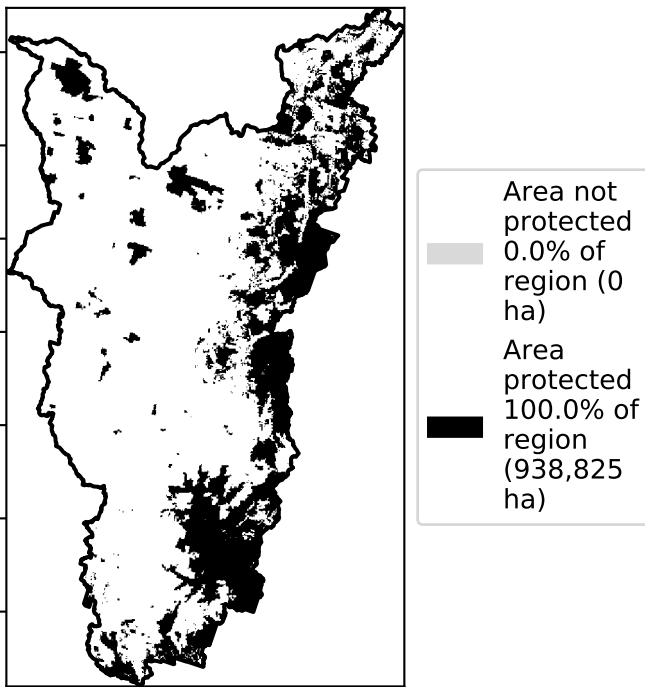 Area not
protected
0.0% of
region (0
ha)
Area
protected
100.0% of
region
(938,825
ha)